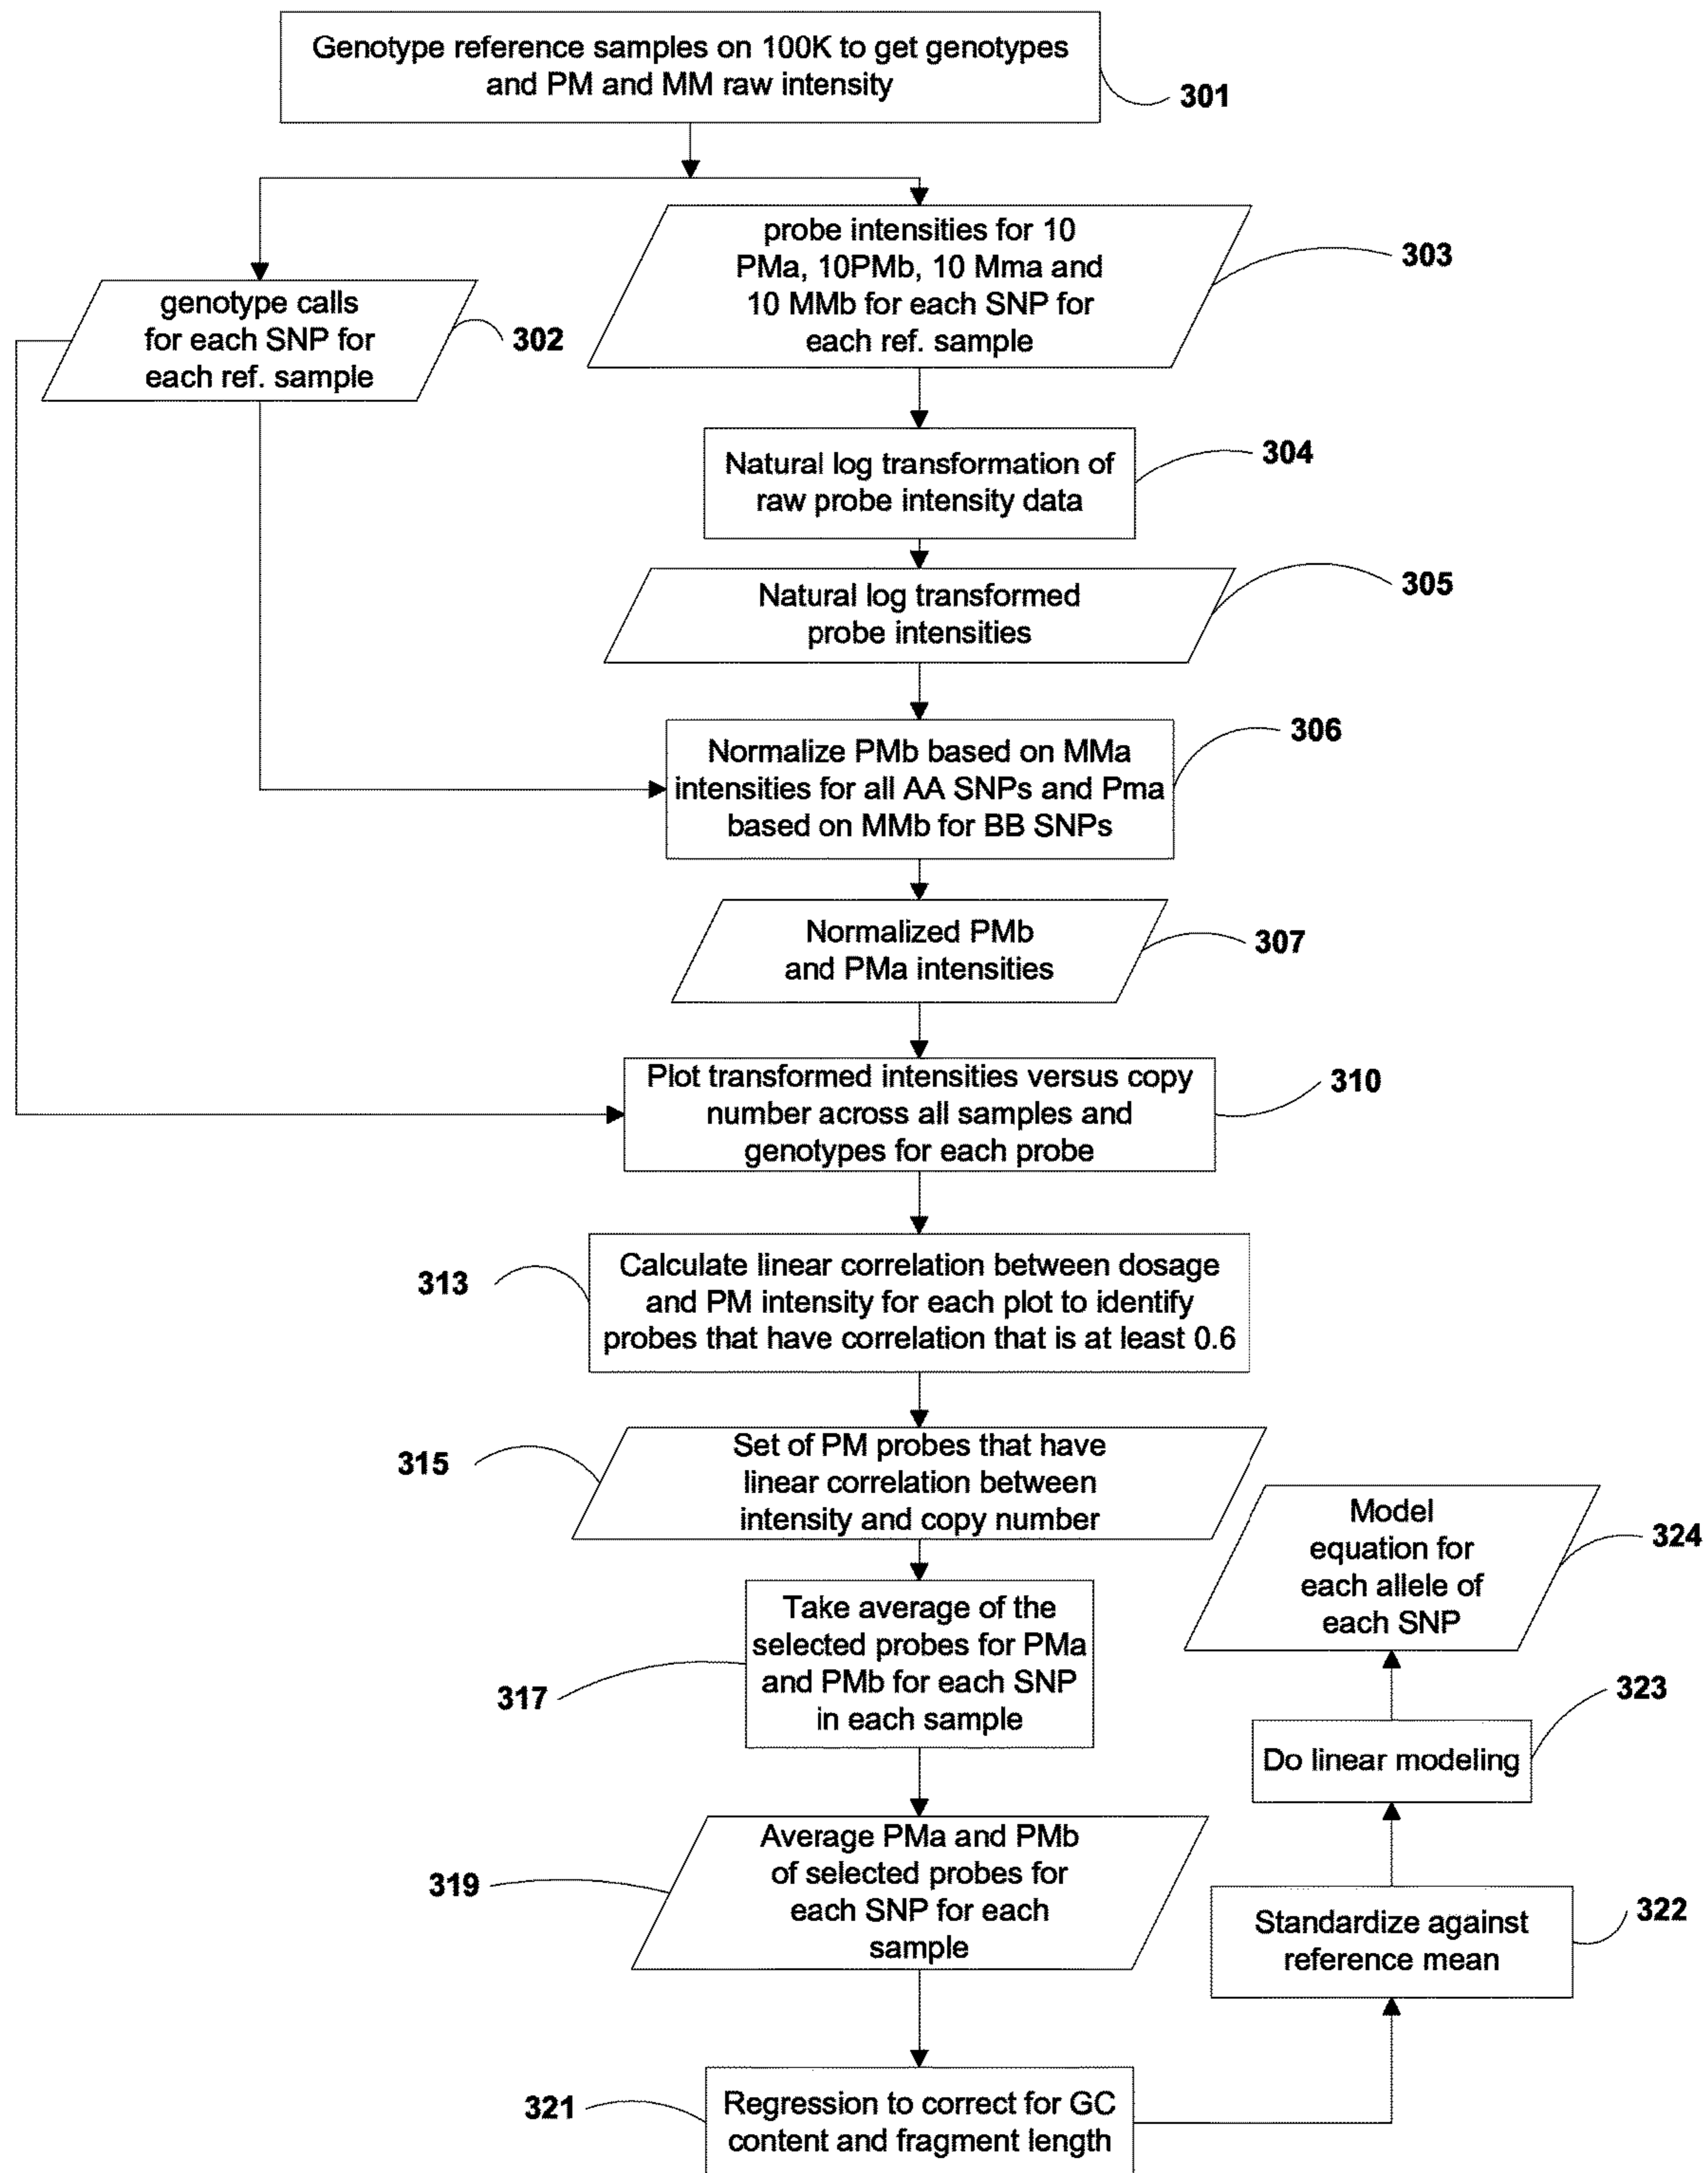 Genotype reference samples on 100K to get genotypes
and PM and MM raw intensity
301
probe intensities for 10
PMa, 10PMb, 10 Mma and
10 MMb for each SNP for
each ref. sample
303
genotype calls
for each SNP for
each ref. sample
302
Natural log transformation of
raw probe intensity data
304
Natural log transformed
probe intensities
305
Normalize PMb based on MMa
intensities for all AA SNPs and Pma
based on MMb for BB SNPs
306
Normalized PMb
and PMa intensities
307
Plot transformed intensities versus copy
number across all samples and
genotypes for each probe
310
313
Calculate linear correlation between dosage
and PM intensity for each plot to identify
probes that have correlation that is at least 0.6
315
Set of PM probes that have
linear correlation between
intensity and copy number
317
Take average of the
selected probes for PMa
and PMb for each SNP
in each sample
319
Average PMa and PMb
of selected probes for
each SNP for each
sample
321
Regression to correct for GC
content and fragment length
Standardize against
reference mean
322
Do linear modeling
323
Model
equation for
each allele of
each SNP
324